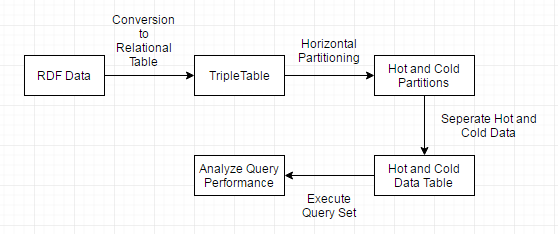 Conversion
to
Relational
Table
Horizontal
Partitioning
RDF Data
TripleTable
Hot and Cold
Partitions
Seperate Hot and
Cold Data
Analyze Query
Performance
Hot and Cold
Data Table
Execute
Query Set